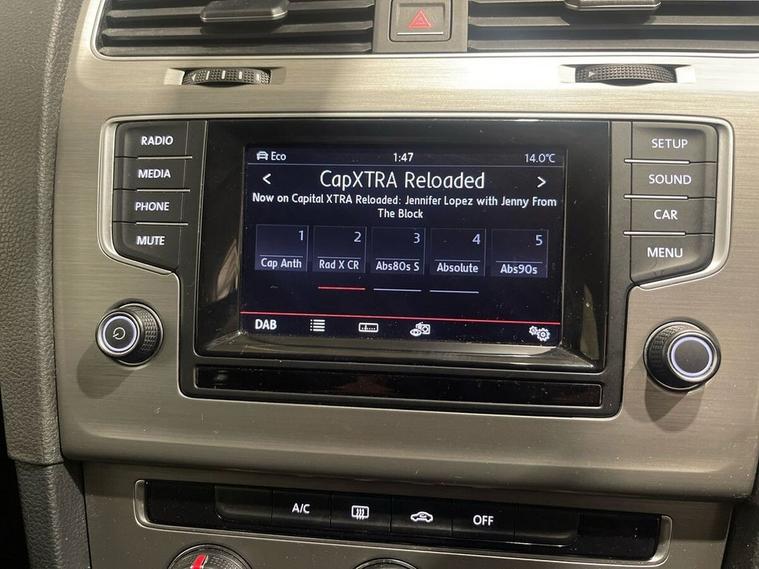 RADIO
MEDIA
PHONE
MUTE
Eco 1:47 14.0°C
< CapXTRA Reloaded >
Now on Capital XTRA Reloaded: Jennifer Lopez with Jenny From
The Block
1 2 3 4 5
Cap Anth Rad X CR Abs80s S Absolute Abs90s
DAB
SETUP
SOUND
CAR
MENU
A/C OFF